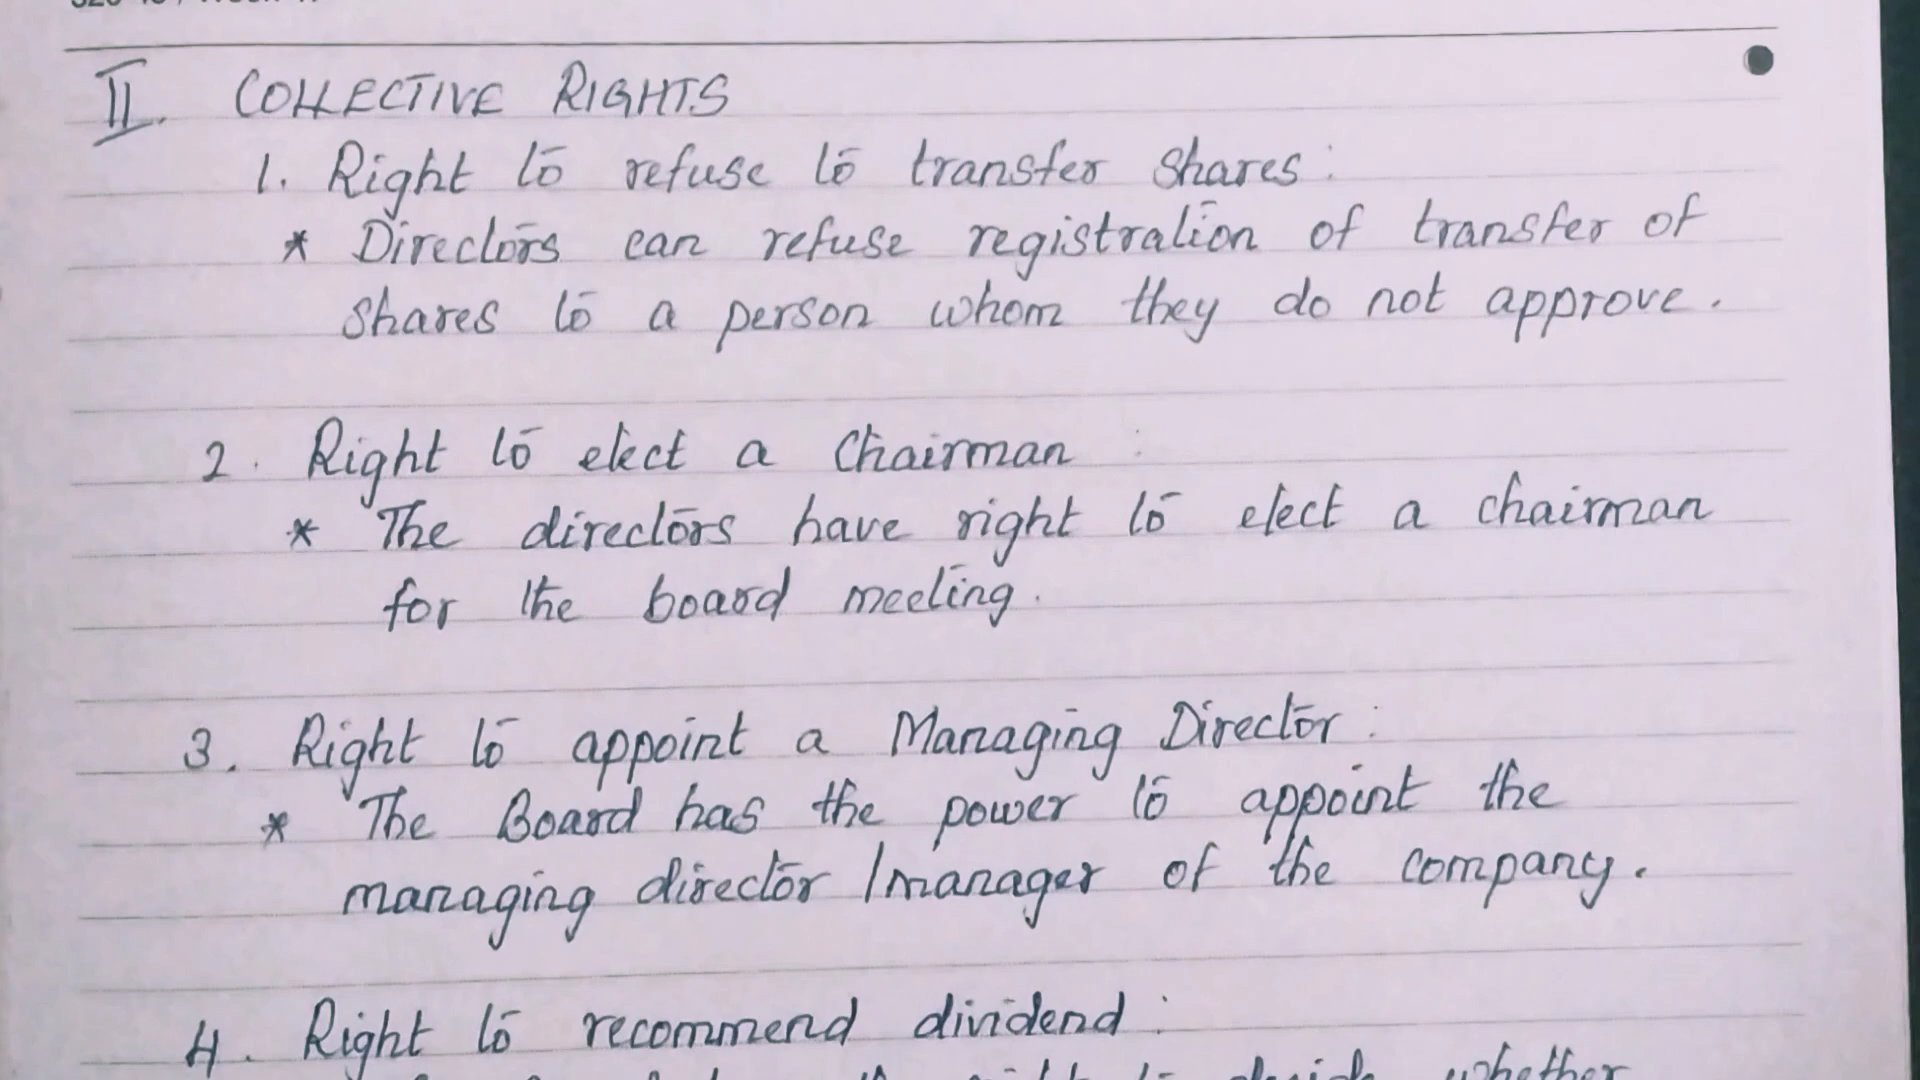 II. COLLECTIVE RIGHTS
1. Right to refuse to transfer shares :
* Directors can refuse registration of transfer of
shares to a person whom they do not approve.
2. Right to elect a Chairman :
* The directors have right to elect a chairman
for the board meeting.
3. Right to appoint a Managing Director :
* The Board has the power to appoint the
managing director / manager of the company.
4. Right to recommend dividend :
whether